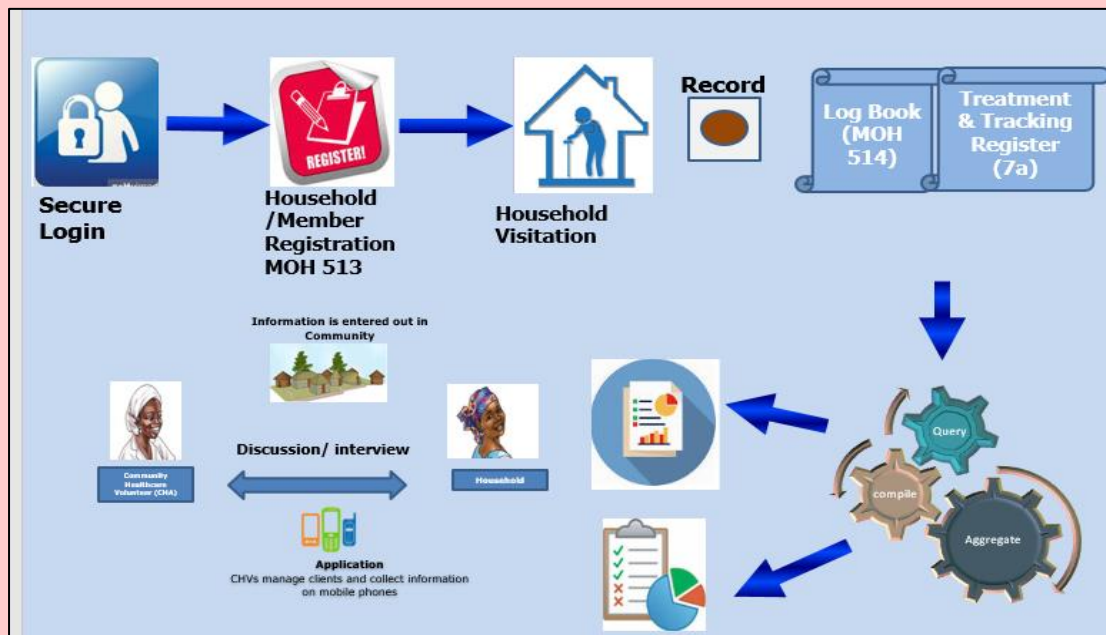 Record
Log Book
(MOH
514)
Treatment
& Tracking
Register
(7a)
REGISTER!
Secure
Login
Household
/Member
Registration
MOH 513
Household
Visitation
Information is entered out in
Community
Discussion/ interview
Community
Healthcare
Volunteer (CHA)
Household
Application
CHVs manage clients and collect information
on mobile phones
Query
compile
Aggregate